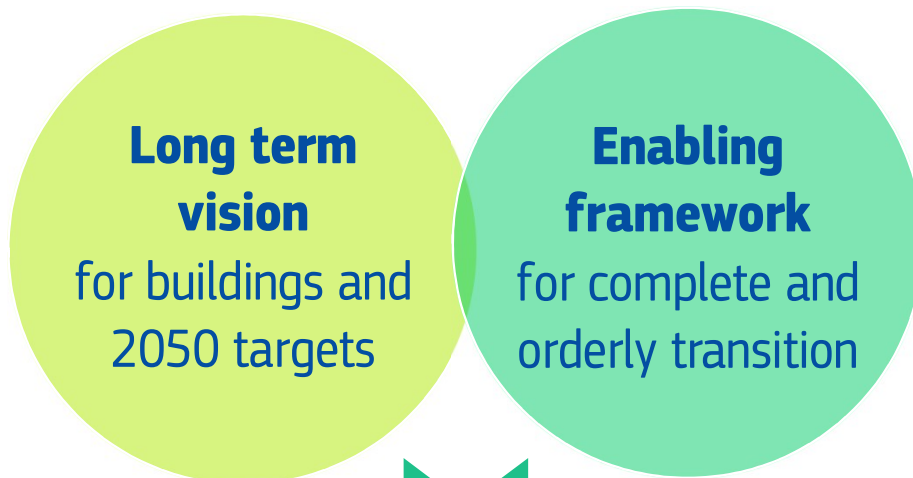 Long term
vision
for buildings and
2050 targets
Enabling
framework
for complete and
orderly transition